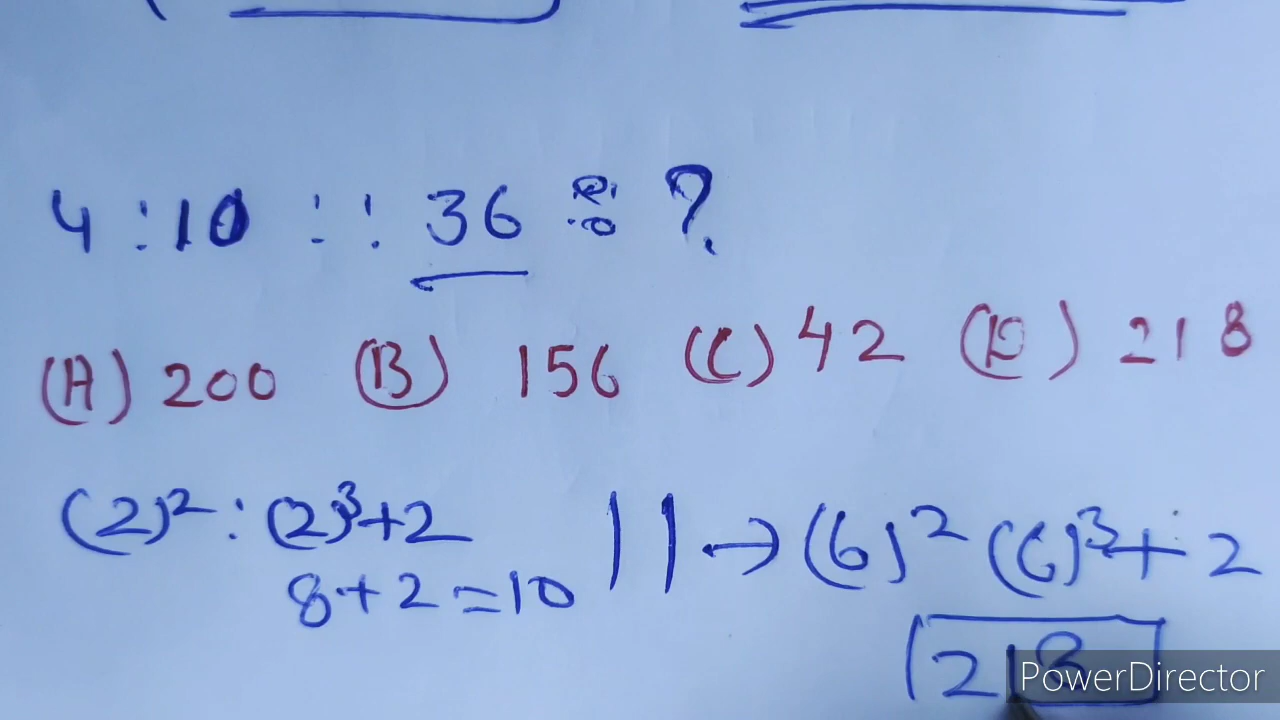 4 : 10 :: 36 : ?
(A) 200 (B) 156 (C) 42 (D) 218
(2)² : (2)³+2 || → (6)² (6)³+2
8+2=10
218
PowerDirector